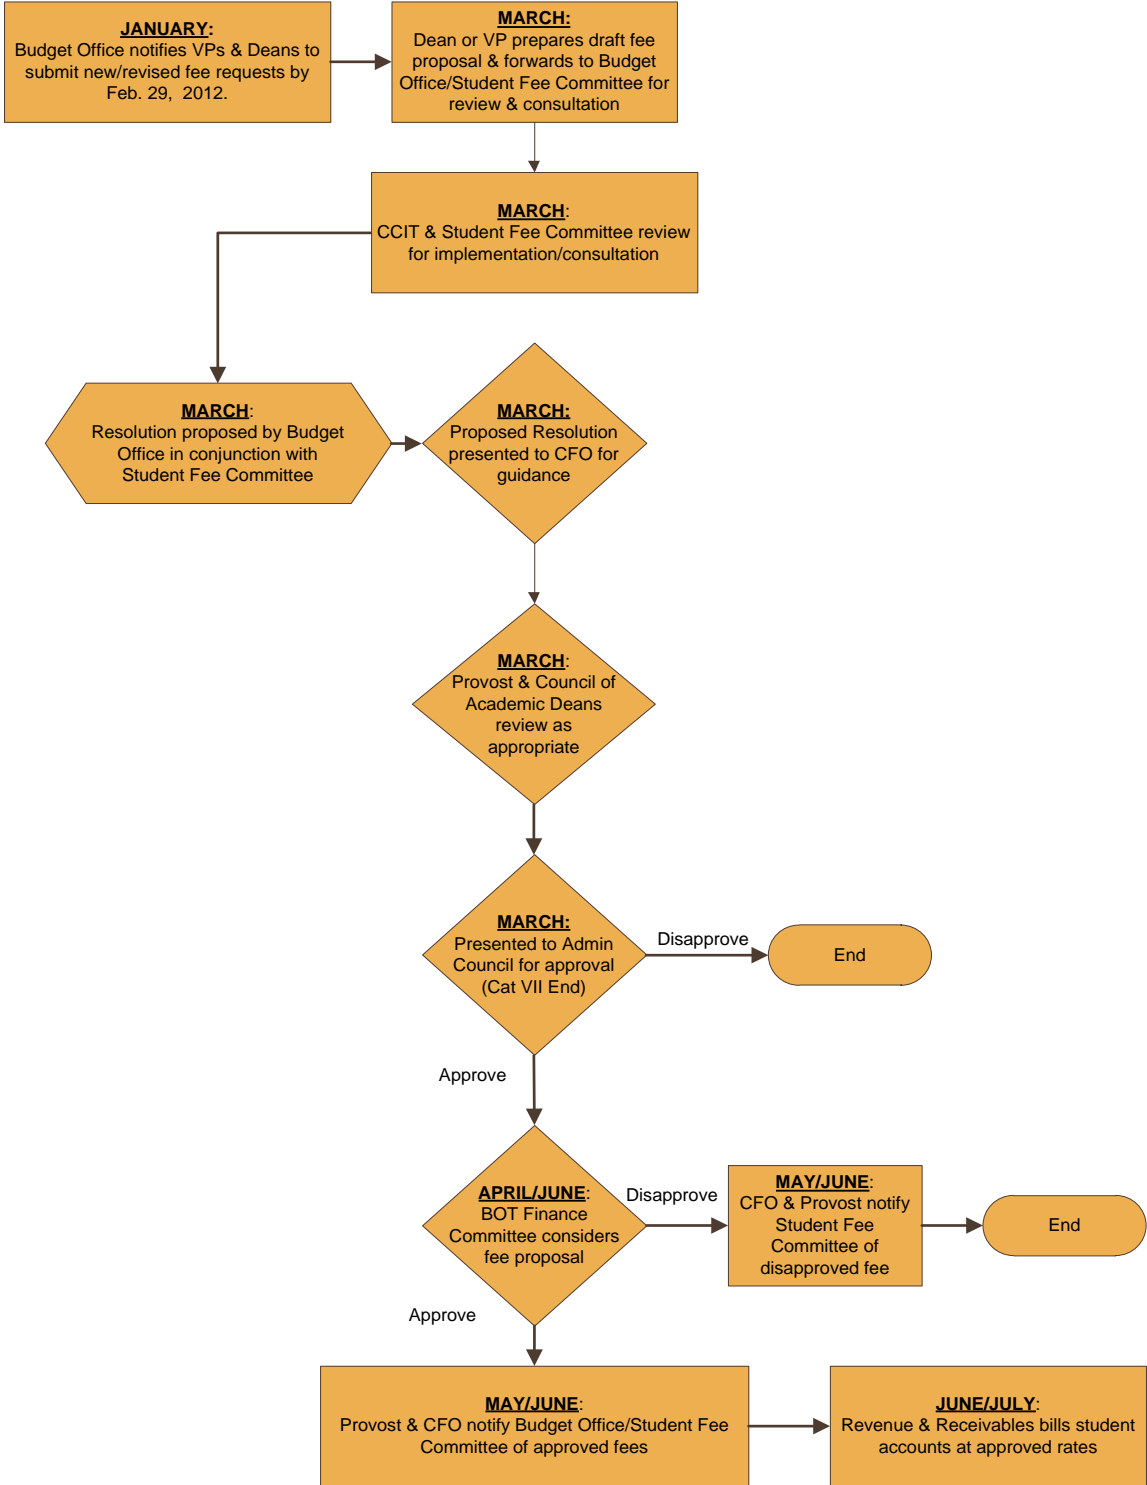 JANUARY:
Budget Office notifies VPs & Deans to
submit new/revised fee requests by
Feb. 29, 2012.
MARCH:
Dean or VP prepares draft fee
proposal & forwards to Budget
Office/Student Fee Committee for
review & consultation
MARCH:
CCIT & Student Fee Committee review
for implementation/consultation
MARCH:
Resolution proposed by Budget
Office in conjunction with
Student Fee Committee
MARCH:
Proposed Resolution
presented to CFO for
guidance
MARCH:
Provost & Council of
Academic Deans
review as
appropriate
MARCH:
Presented to Admin
Council for approval
(Cat VII End)
Disapprove
End
Approve
APRIL/JUNE:
BOT Finance
Committee considers
fee proposal
Disapprove
MAY/JUNE:
CFO & Provost notify
Student Fee
Committee of
disapproved fee
End
Approve
MAY/JUNE:
Provost & CFO notify Budget Office/Student Fee
Committee of approved fees
JUNE/JULY:
Revenue & Receivables bills student
accounts at approved rates